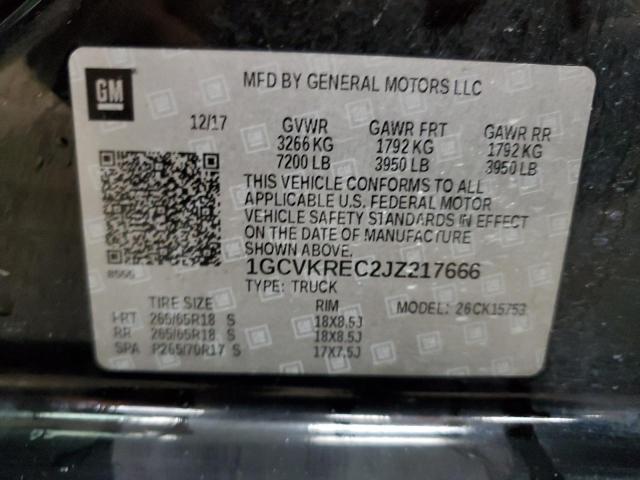 GM
MFD BY GENERAL MOTORS LLC
12/17 GVWR GAWR FRT GAWR RR
3266 KG 1792 KG 1792 KG
7200 LB 3950 LB 3950 LB
THIS VEHICLE CONFORMS TO ALL
APPLICABLE U.S. FEDERAL MOTOR
VEHICLE SAFETY STANDARDS IN EFFECT
ON THE DATE OF MANUFACTURE
SHOWN ABOVE.
1GCVKREC2JZ217666
TYPE: TRUCK
TIRE SIZE RIM MODEL: 26CK15753
FRT 265/65R18 S 18X8.5J
RR 265/65R18 S 18X8.5J
SPA P265/70R17 S 17X7.5J